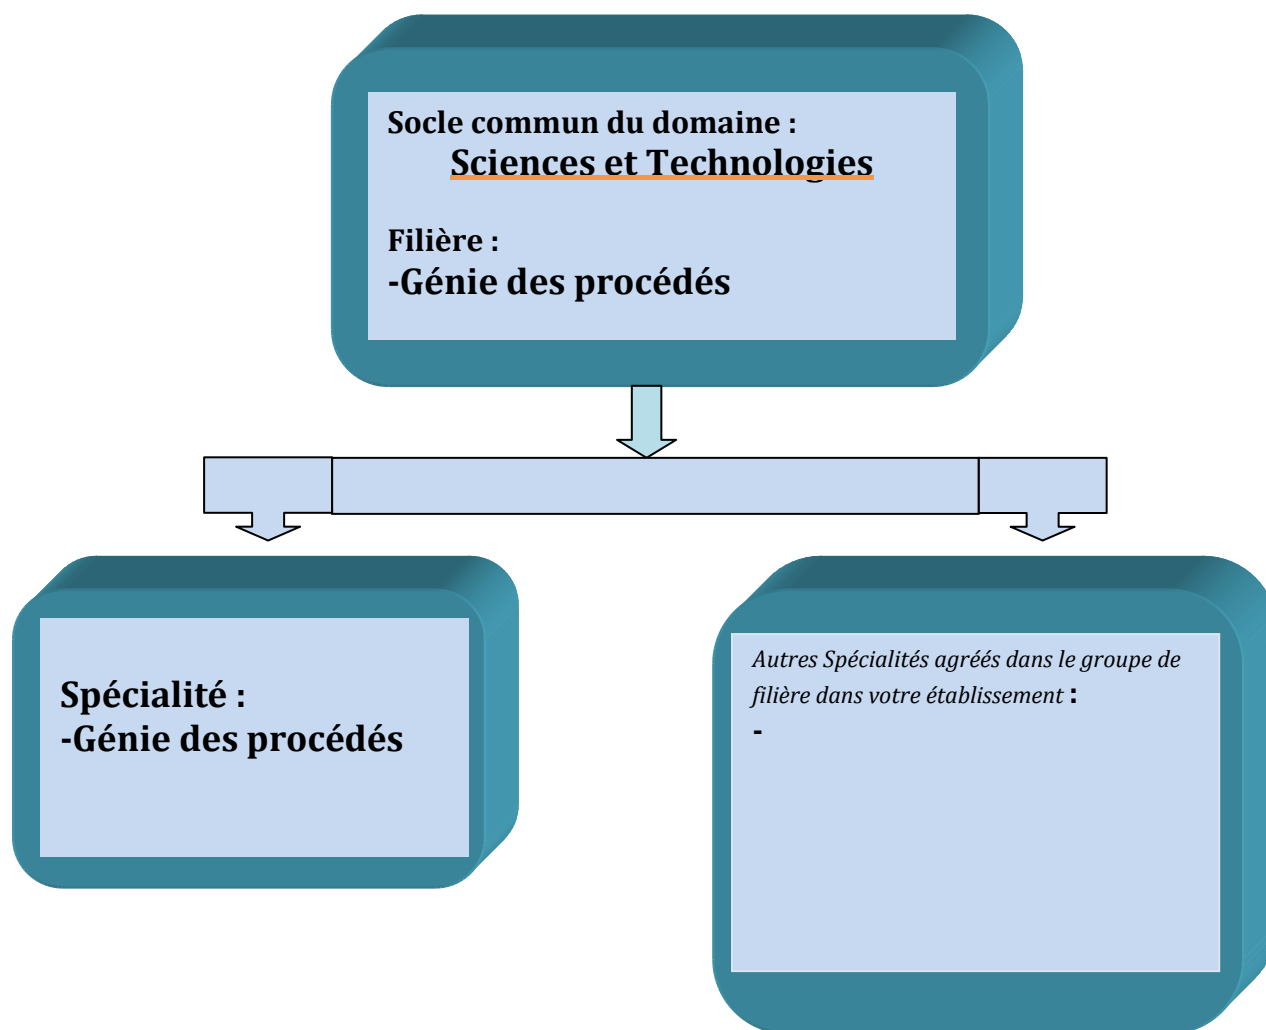 Socle commun du domaine :
Sciences et Technologies
Filière :
-Génie des procédés
Spécialité :
-Génie des procédés
Autres Spécialités agréés dans le groupe de
filière dans votre établissement :
-